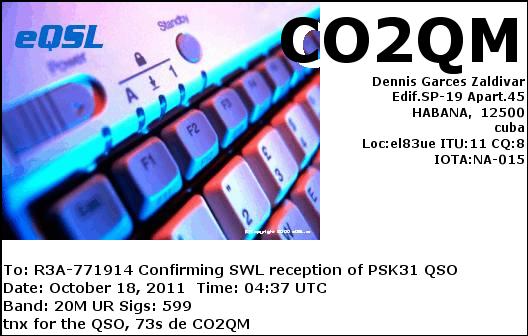 eQSL
CO2QM
Dennis Garces Zaldivar
Edif.SP-19 Apart.45
HABANA, 12500
cuba
Loc:el83ue ITU:11 CQ:8
IOTA:NA-015
Standby
Power
A ± 1
F1
F2
F3
To: R3A-771914 Confirming SWL reception of PSK31 QSO
Date: October 18, 2011 Time: 04:37 UTC
Band: 20M UR Sigs: 599
tnx for the QSO, 73s de CO2QM